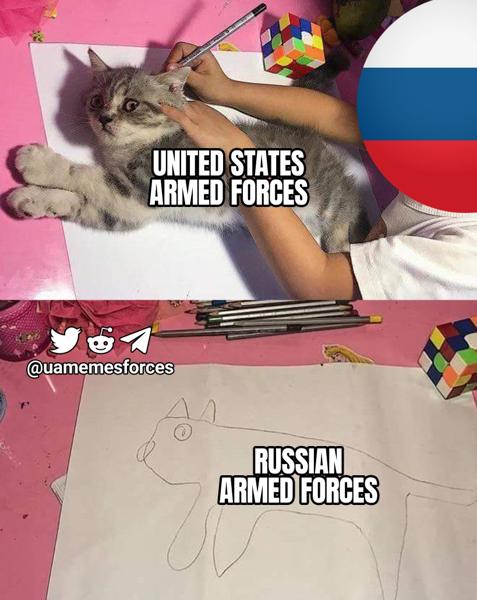 UNITED STATES
ARMED FORCES
@uamemesforces
RUSSIAN
ARMED FORCES